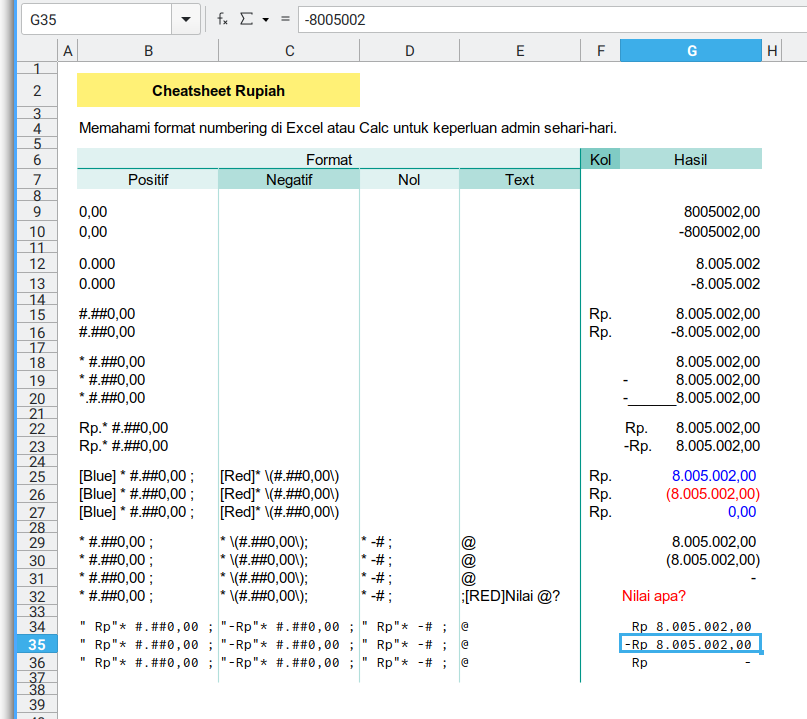 G35 fx Σ = -8005002
A B C D E F G H
1
2 Cheatsheet Rupiah
3
4 Memahami format numbering di Excel atau Calc untuk keperluan admin sehari-hari.
5
6 Format Kol Hasil
7 Positif Negatif Nol Text
8
9 0,00 8005002,00
10 0,00 -8005002,00
11
12 0.000 8.005.002
13 0.000 -8.005.002
14
15 #.##0,00 Rp. 8.005.002,00
16 #.##0,00 Rp. -8.005.002,00
17
18 * #.##0,00 8.005.002,00
19 * #.##0,00 - 8.005.002,00
20 *.#.##0,00 -______8.005.002,00
21
22 Rp.* #.##0,00 Rp. 8.005.002,00
23 Rp.* #.##0,00 -Rp. 8.005.002,00
24
25 [Blue] * #.##0,00 ; [Red]* \(#.##0,00\) Rp. 8.005.002,00
26 [Blue] * #.##0,00 ; [Red]* \(#.##0,00\) Rp. (8.005.002,00)
27 [Blue] * #.##0,00 ; [Red]* \(#.##0,00\) Rp. 0,00
28
29 * #.##0,00 ; * \(#.##0,00\); * -# ; @ 8.005.002,00
30 * #.##0,00 ; * \(#.##0,00\); * -# ; @ (8.005.002,00)
31 * #.##0,00 ; * \(#.##0,00\); * -# ; @ -
32 * #.##0,00 ; * \(#.##0,00\); * -# ; ;[RED]Nilai @? Nilai apa?
33
34 " Rp"* #.##0,00 ; "-Rp"* #.##0,00 ; " Rp"* -# ; @ Rp 8.005.002,00
35 " Rp"* #.##0,00 ; "-Rp"* #.##0,00 ; " Rp"* -# ; @ -Rp 8.005.002,00
36 " Rp"* #.##0,00 ; "-Rp"* #.##0,00 ; " Rp"* -# ; @ Rp -
37
38
39